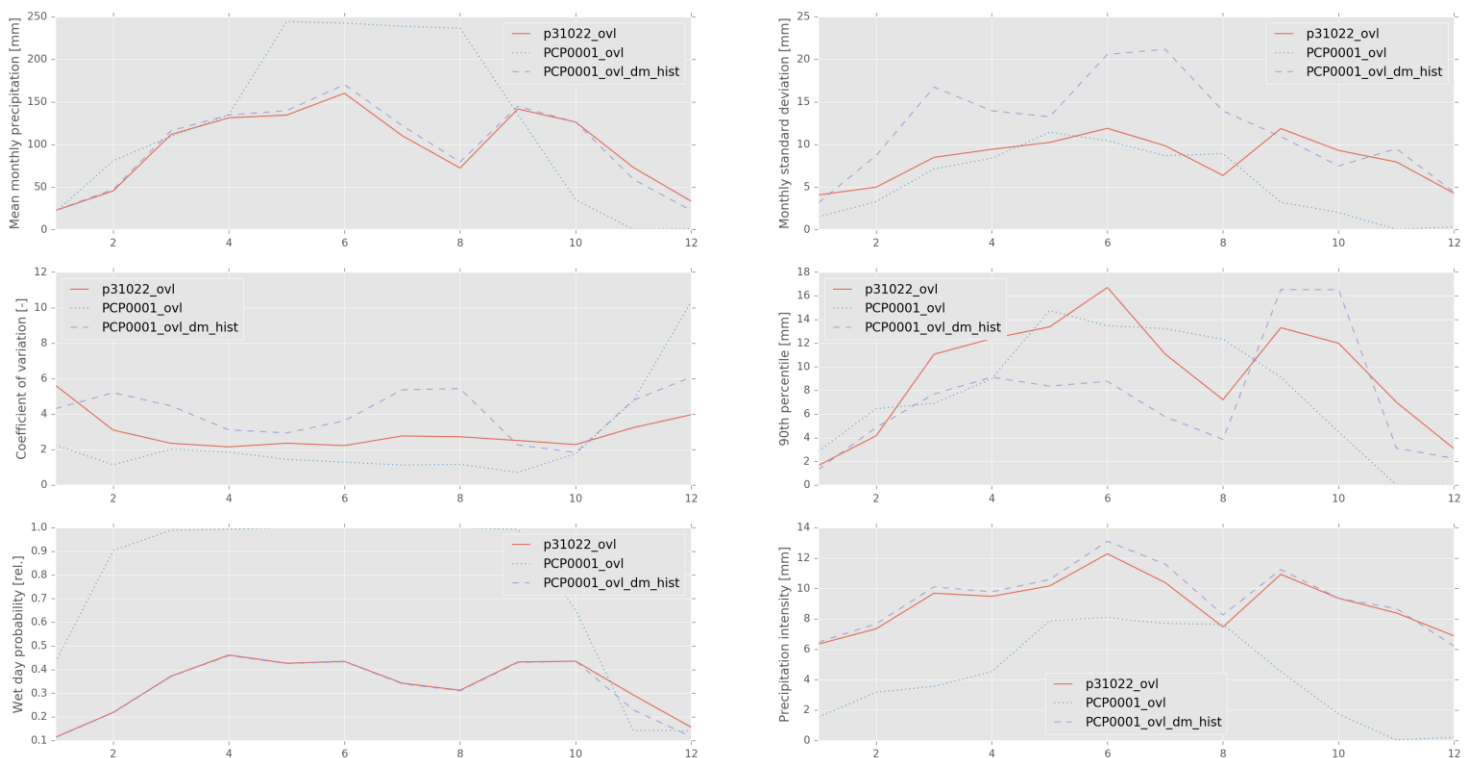 250
200
150
100
50
0
Mean monthly precipitation [mm]
p31022_ovl
PCP0001_ovl
PCP0001_ovl_dm_hist
2 4 6 8 10 12
25
20
15
10
5
0
Monthly standard deviation [mm]
p31022_ovl
PCP0001_ovl
PCP0001_ovl_dm_hist
2 4 6 8 10 12
12
10
8
6
4
2
0
Coefficient of variation [-]
p31022_ovl
PCP0001_ovl
PCP0001_ovl_dm_hist
2 4 6 8 10 12
18
16
14
12
10
8
6
4
2
0
90th percentile [mm]
p31022_ovl
PCP0001_ovl
PCP0001_ovl_dm_hist
2 4 6 8 10 12
1.0
0.9
0.8
0.7
0.6
0.5
0.4
0.3
0.2
0.1
Wet day probability [rel.]
p31022_ovl
PCP0001_ovl
PCP0001_ovl_dm_hist
2 4 6 8 10 12
14
12
10
8
6
4
2
0
Precipitation intensity [mm]
p31022_ovl
PCP0001_ovl
PCP0001_ovl_dm_hist
2 4 6 8 10 12